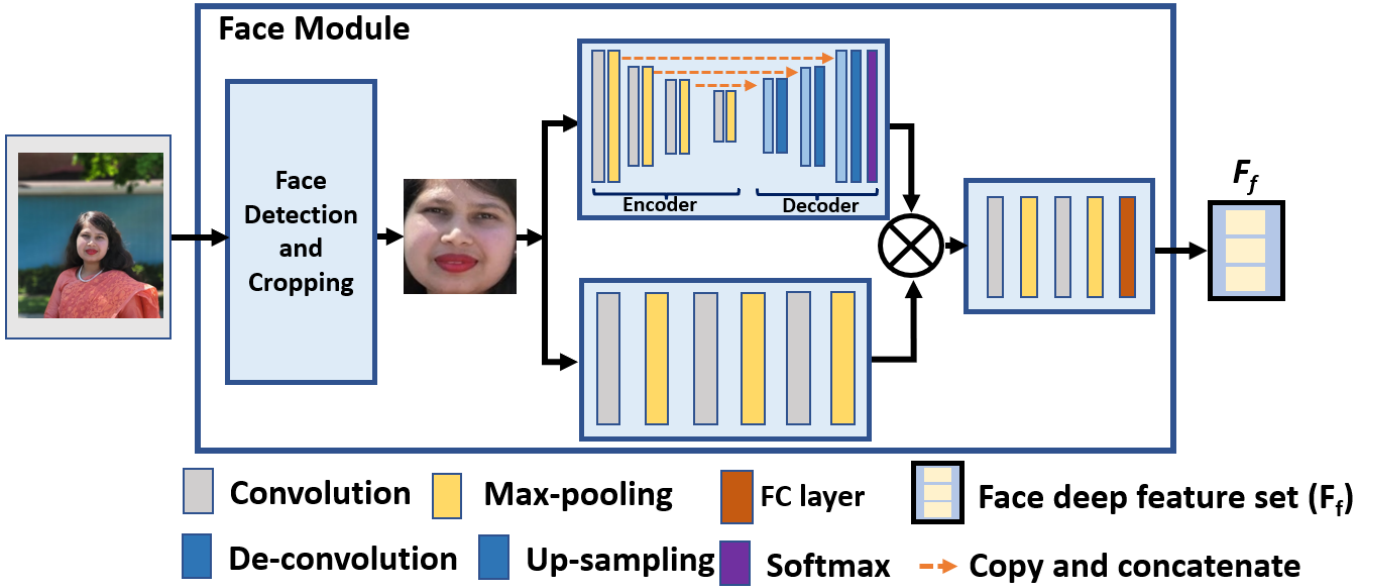 Face Module
Face
Detection
and
Cropping
Encoder
Decoder
F_f
Convolution
Max-pooling
FC layer
Face deep feature set (F_f)
De-convolution
Up-sampling
Softmax
Copy and concatenate